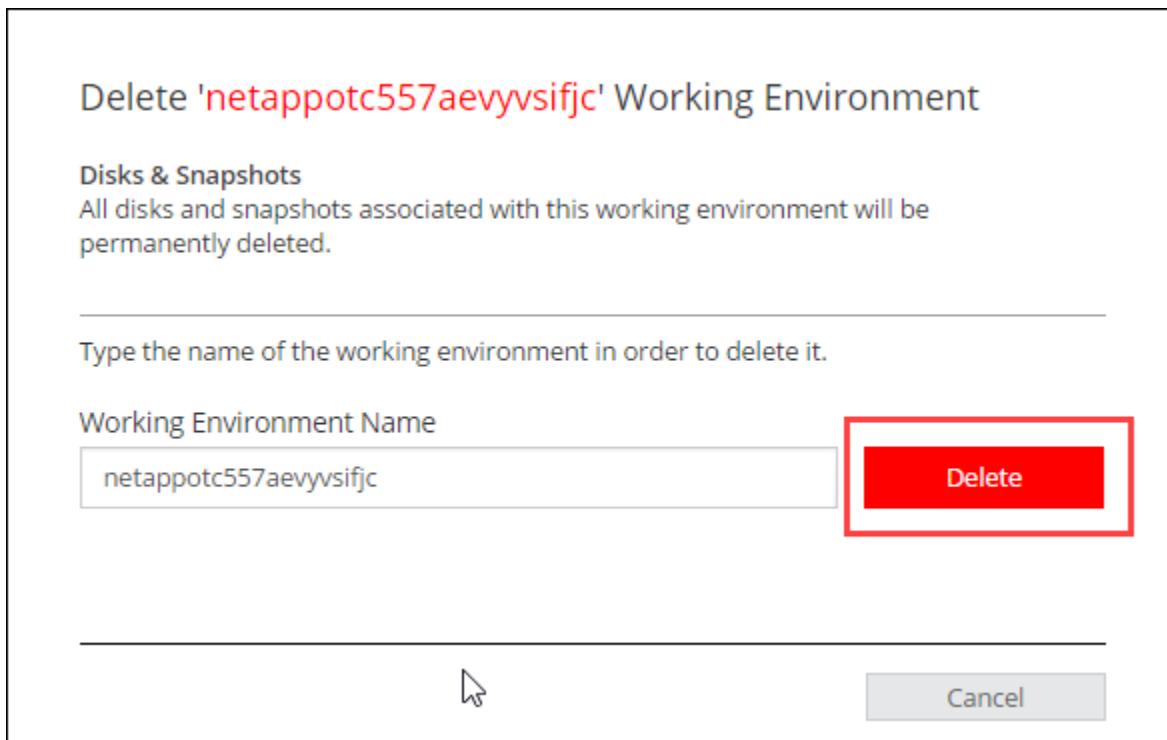 Delete 'netappotc557aevyvsifjc' Working Environment
Disks & Snapshots
All disks and snapshots associated with this working environment will be
permanently deleted.
Type the name of the working environment in order to delete it.
Working Environment Name
netappotc557aevyvsifjc
Delete
Cancel